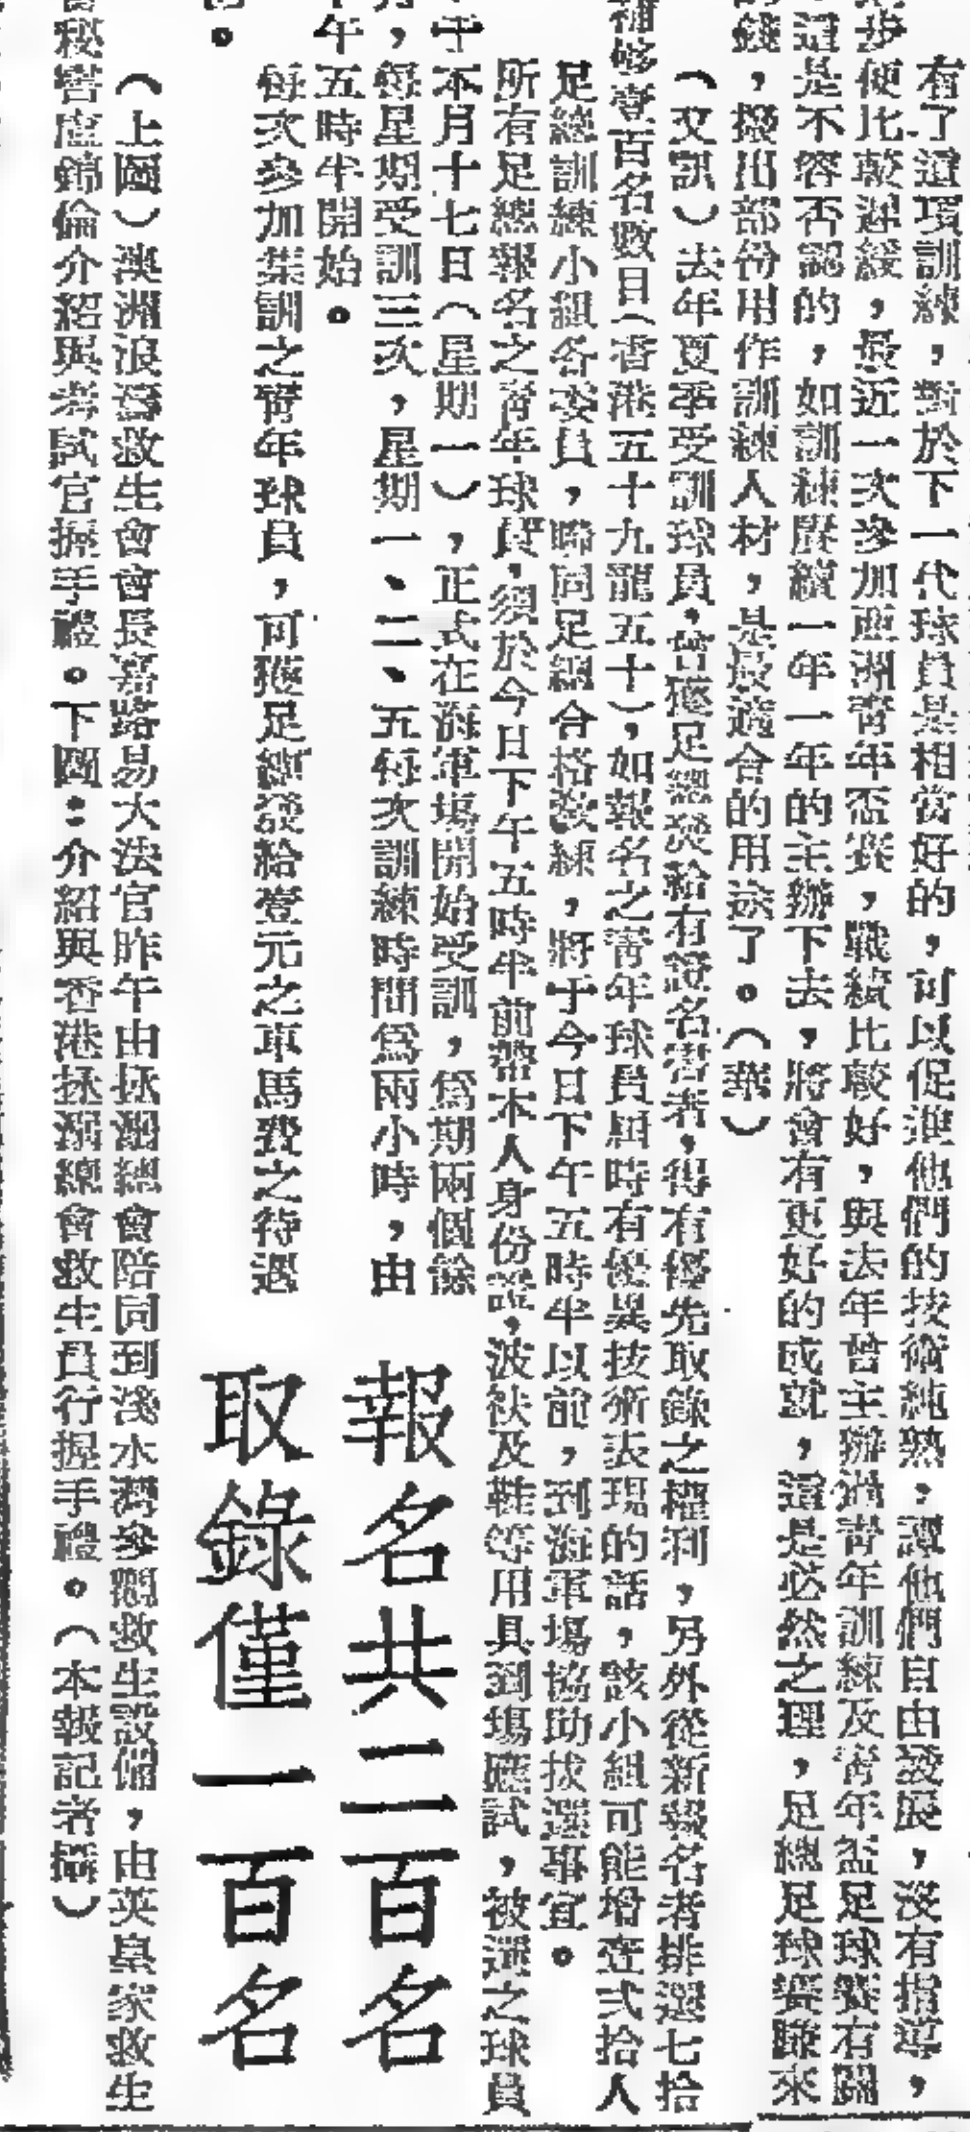 有了這項訓練，對於下一代球員是相當好的，可以促進他們的技術純熟，讓他們自由發展，沒有指導，
步便比較遲緩，最近一次參加亞洲青年盃賽，戰績比較好，與去年曾主辦過青年訓練及青年盃足球賽有關
這是不容否認的，如訓練繼續一年一年的主辦下去，將會有更好的成就，這是必然之理，足總足球賽賺來
的錢，撥出部份用作訓練人材，是最適合的用途了。（華）
（又訊）去年夏季受訓球員，曾獲足總發給有證名書者，得有優先取錄之權利，另外從新報名者排選七拾
補够壹百名數目（香港五十九龍五十），如報名之青年球員屆時有優異技術表現的話，該小組可能增至弍拾人
足總訓練小組各委員，聯同足總合格敎練，將于今日下午五時半以前，到海軍塲協助拔選事宜。
所有足總報名之靑年球員，須於今日下午五時半前帶本人身份證，波袂及鞋等用具到塲應試，被選之球員
于本月十七日（星期一），正式在海軍塲開始受訓，爲期兩個餘
月，每星期受訓三次，星期一、二、五每次訓練時間爲兩小時，由
午五時半開始。
每次參加集訓之靑年球員，可獲足總發給壹元之車馬費之待遇
。
報名共二百名
取錄僅一百名
（上圖）澳洲浪濤救生會會長嘉路易大法官昨午由拯溺總會陪同到淺水灣參觀救生設備，由英皇家救生
會秘書盧錦倫介紹與考試官握手禮。下圖：介紹與香港拯溺總會救生員行握手禮。（本報記者攝）